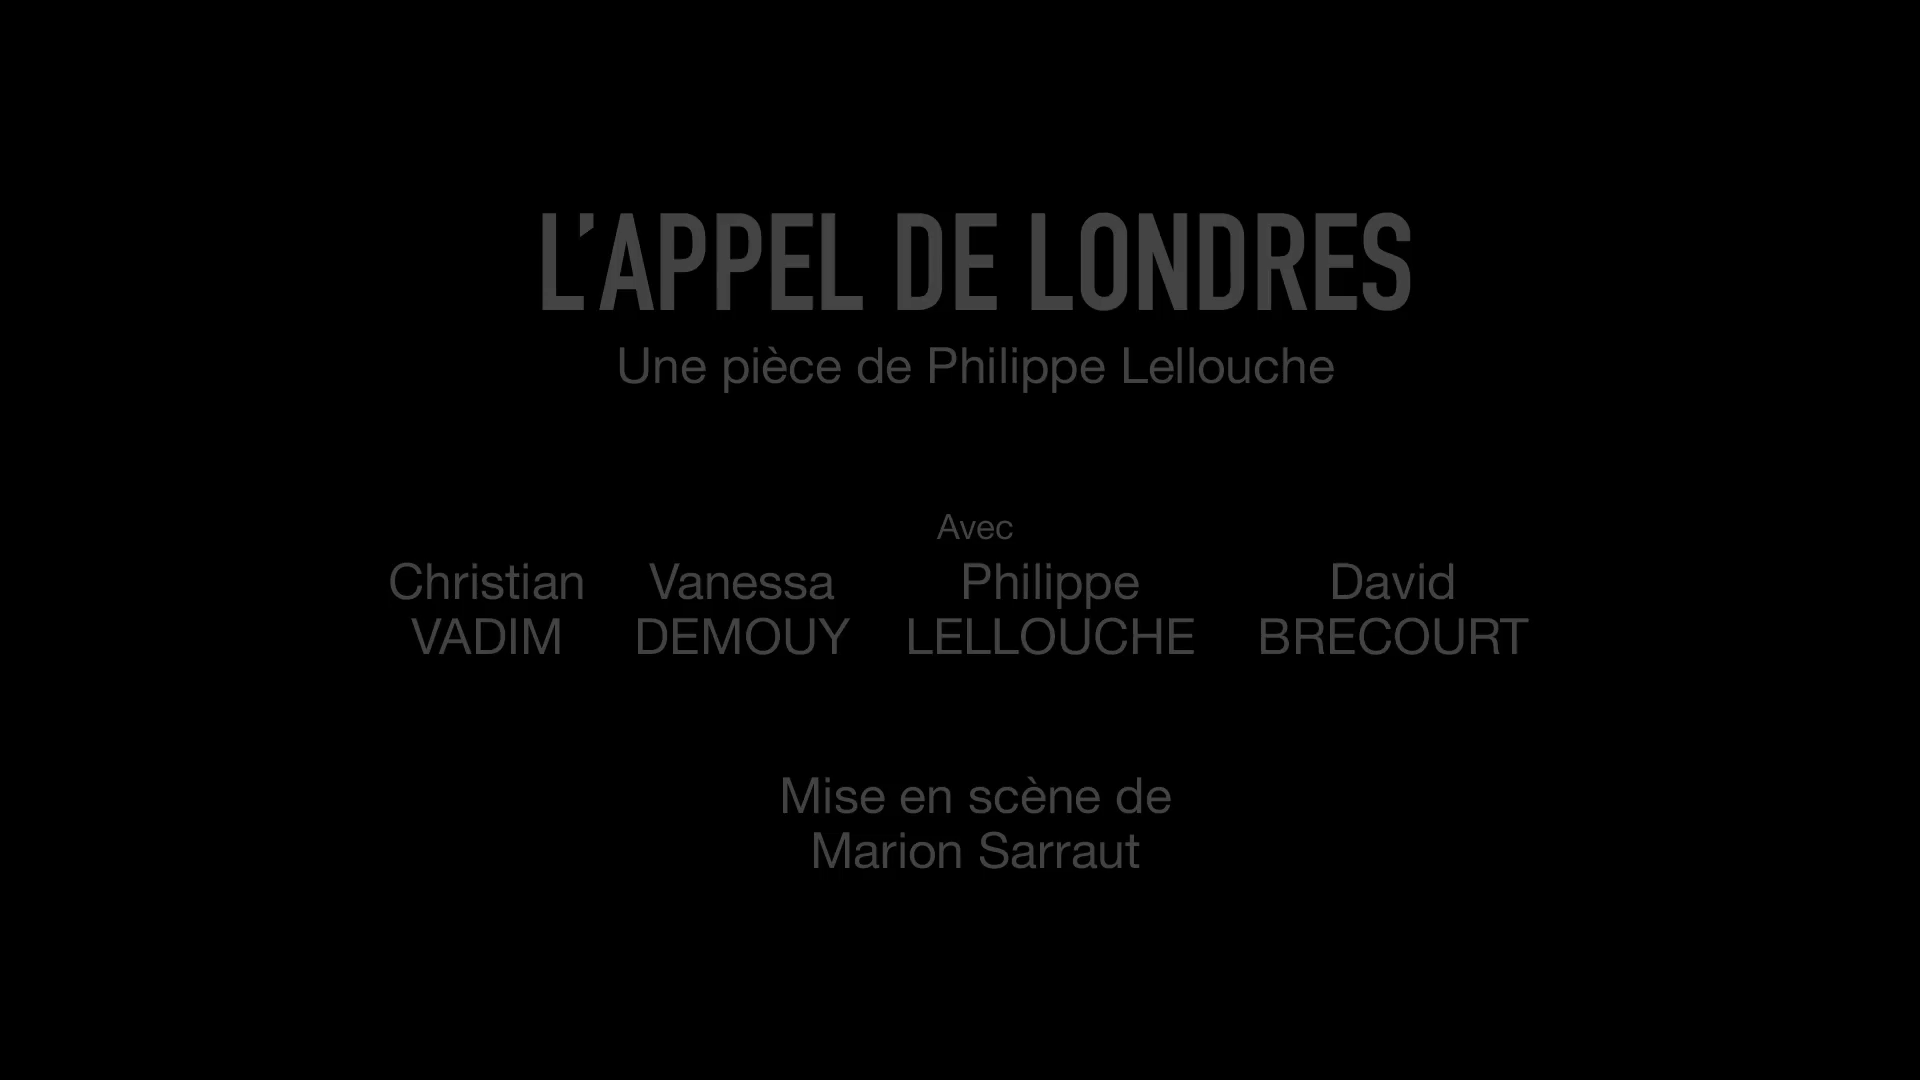 L’APPEL DE LONDRES
Une pièce de Philippe Lellouche
Avec
Christian VADIM
Vanessa DEMOUY
Philippe LELLOUCHE
David BRECOURT
Mise en scène de
Marion Sarraut